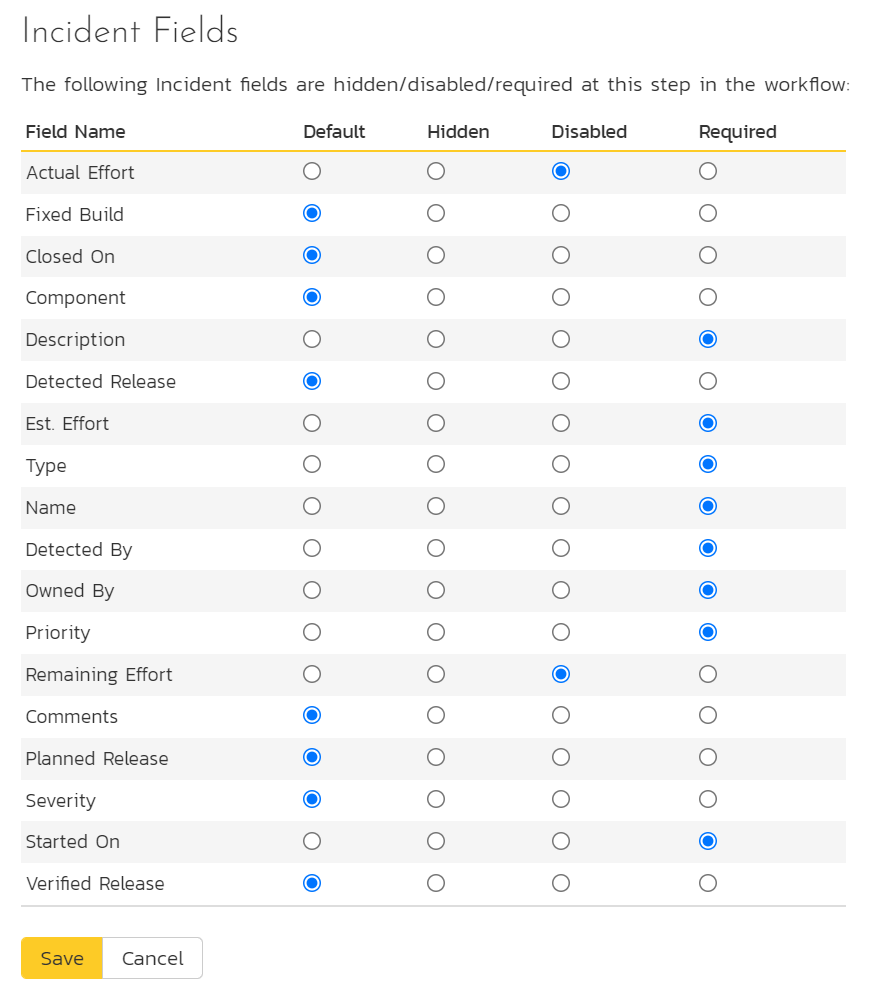 Incident Fields
The following Incident fields are hidden/disabled/required at this step in the workflow:
Field Name Default Hidden Disabled Required
Actual Effort
Fixed Build
Closed On
Component
Description
Detected Release
Est. Effort
Type
Name
Detected By
Owned By
Priority
Remaining Effort
Comments
Planned Release
Severity
Started On
Verified Release
Save Cancel